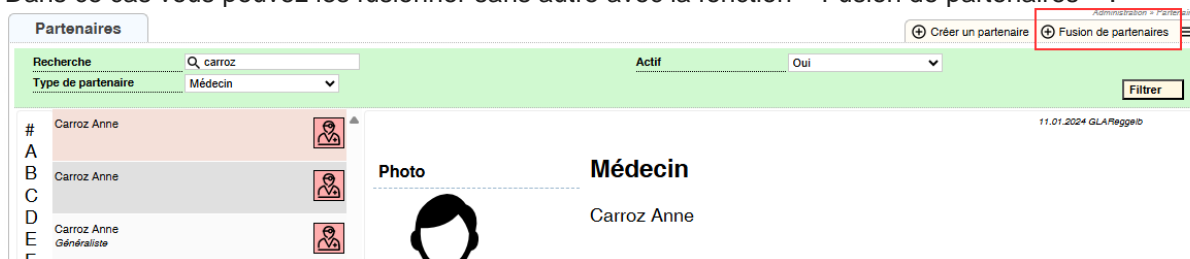 Dans ce cas vous pouvez les fusionner sans autre avec la fonction « Fusion de partenaires ».
Administration > Partenaires
Partenaires
Créer un partenaire
Fusion de partenaires
Recherche
carroz
Actif
Oui
Type de partenaire
Médecin
Filtrer
11.01.2024 GLAReggelb
#
A
B
C
D
E
Carroz Anne
Carroz Anne
Carroz Anne
Généraliste
Photo
Médecin
Carroz Anne